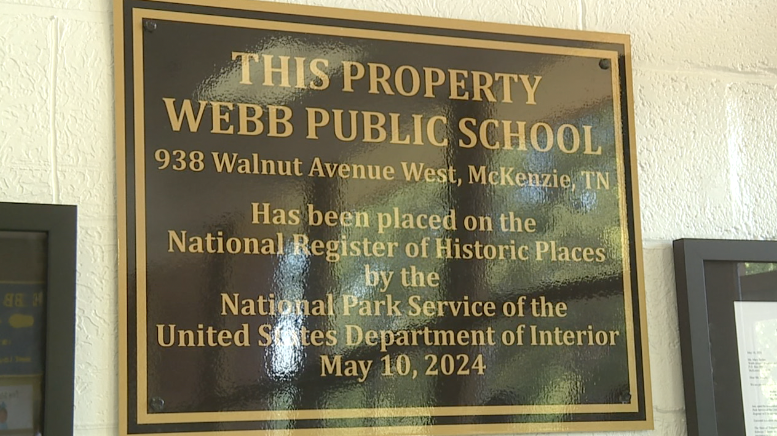 THIS PROPERTY
WEBB PUBLIC SCHOOL
938 Walnut Avenue West, McKenzie, TN
Has been placed on the
National Register of Historic Places
by the
National Park Service of the
United States Department of Interior
May 10, 2024